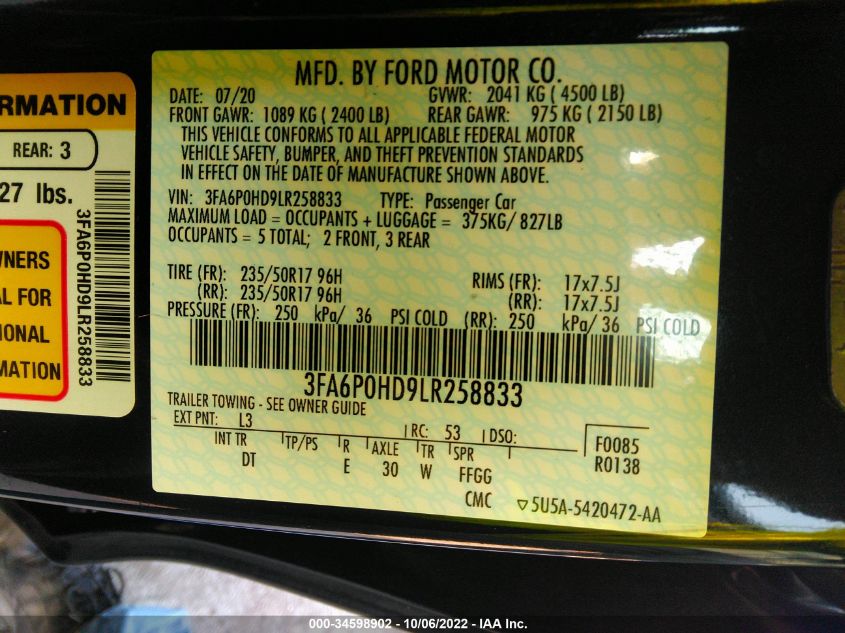 RMATION
REAR: 3
27 lbs.
3FA6P0HD9LR258833
WNERS
AL FOR
IONAL
MATION
MFD. BY FORD MOTOR CO.
DATE: 07/20 GVWR: 2041 KG ( 4500 LB)
FRONT GAWR: 1089 KG ( 2400 LB) REAR GAWR: 975 KG ( 2150 LB)
THIS VEHICLE CONFORMS TO ALL APPLICABLE FEDERAL MOTOR
VEHICLE SAFETY, BUMPER, AND THEFT PREVENTION STANDARDS
IN EFFECT ON THE DATE OF MANUFACTURE SHOWN ABOVE.
VIN: 3FA6P0HD9LR258833 TYPE: Passenger Car
MAXIMUM LOAD = OCCUPANTS + LUGGAGE = 375KG/ 827LB
OCCUPANTS = 5 TOTAL; 2 FRONT, 3 REAR
TIRE (FR): 235/50R17 96H RIMS (FR): 17x7.5J
(RR): 235/50R17 96H (RR): 17x7.5J
PRESSURE (FR): 250 kPa/ 36 PSI COLD (RR): 250 kPa/ 36 PSI COLD
3FA6P0HD9LR258833
TRAILER TOWING - SEE OWNER GUIDE
EXT PNT: L3 RC: 53 DSO: F0085
INT TR TP/PS R AXLE TR SPR R0138
DT E 30 W FFGG
CMC ▽5U5A-5420472-AA
000-34598902 - 10/06/2022 - IAA Inc.